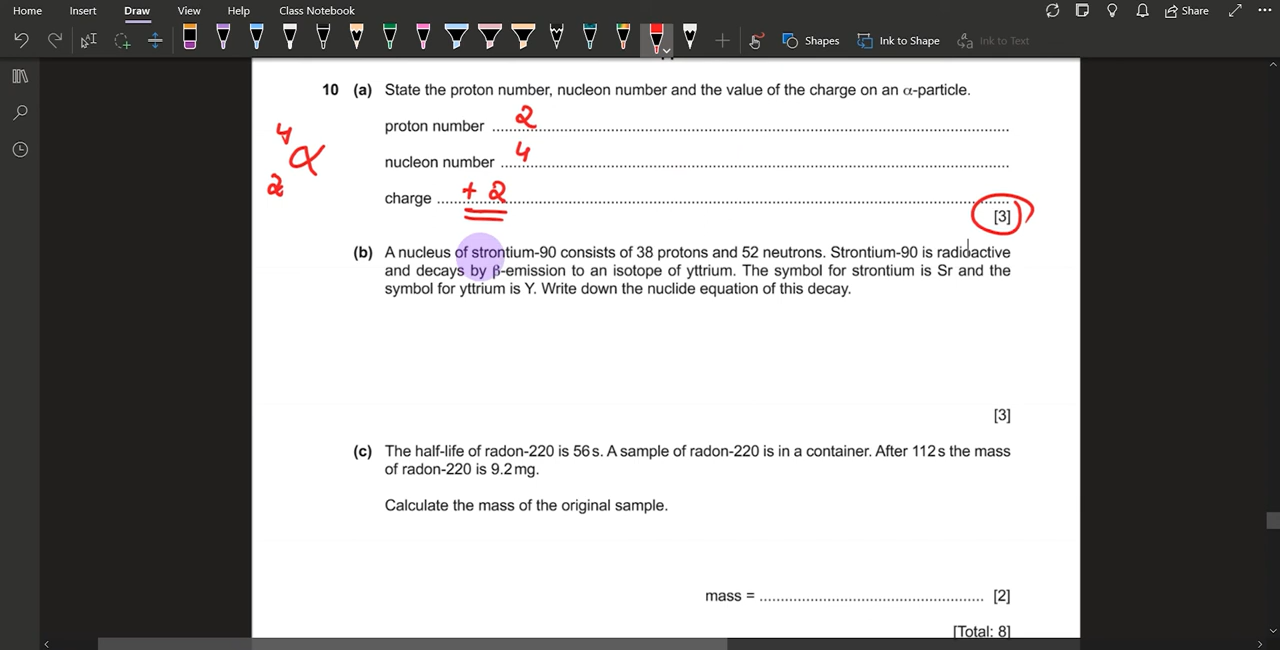 Home Insert Draw View Help Class Notebook Share
Shapes Ink to Shape Ink to Text
10 (a) State the proton number, nucleon number and the value of the charge on an α-particle.
proton number 2
4
2 α
nucleon number 4
charge + 2
[3]
(b) A nucleus of strontium-90 consists of 38 protons and 52 neutrons. Strontium-90 is radioactive
and decays by β-emission to an isotope of yttrium. The symbol for strontium is Sr and the
symbol for yttrium is Y. Write down the nuclide equation of this decay.
[3]
(c) The half-life of radon-220 is 56 s. A sample of radon-220 is in a container. After 112 s the mass
of radon-220 is 9.2 mg.
Calculate the mass of the original sample.
mass = ..................................................... [2]
[Total: 8]